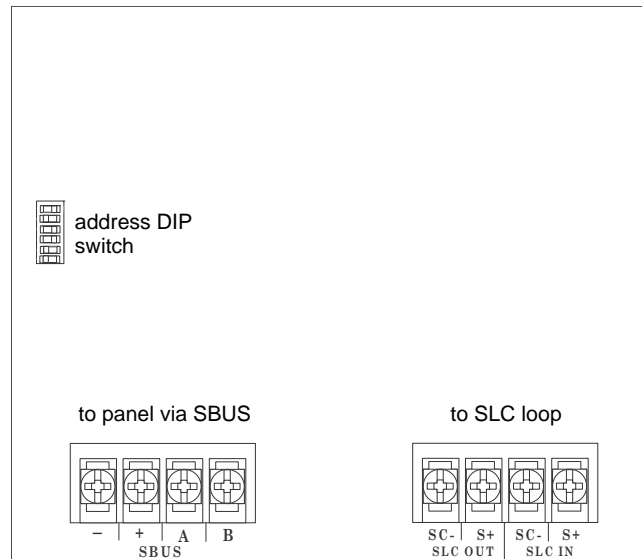 address DIP
switch
to panel via SBUS
to SLC loop
− + A B
SBUS
SC- S+ SC- S+
SLC OUT SLC IN